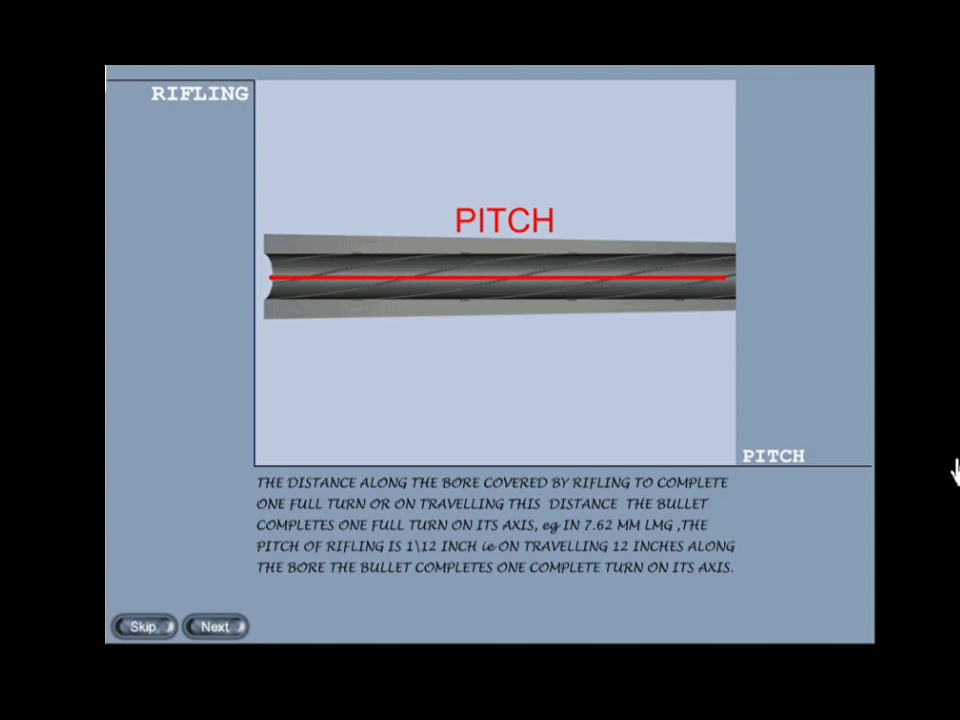 RIFLING
PITCH
PITCH
THE DISTANCE ALONG THE BORE COVERED BY RIFLING TO COMPLETE
ONE FULL TURN OR ON TRAVELLING THIS DISTANCE THE BULLET
COMPLETES ONE FULL TURN ON ITS AXIS, eg IN 7.62 MM LMG ,THE
PITCH OF RIFLING IS 1\12 INCH ie ON TRAVELLING 12 INCHES ALONG
THE BORE THE BULLET COMPLETES ONE COMPLETE TURN ON ITS AXIS.
Skip Next